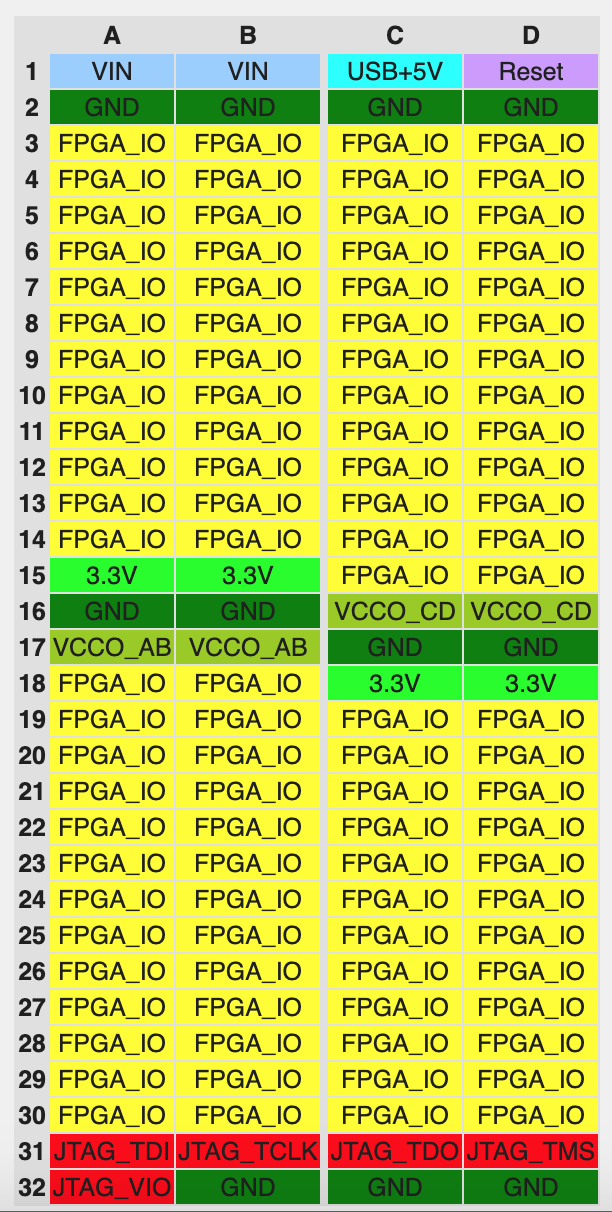 A B C D
1 VIN VIN USB+5V Reset
2 GND GND GND GND
3 FPGA_IO FPGA_IO FPGA_IO FPGA_IO
4 FPGA_IO FPGA_IO FPGA_IO FPGA_IO
5 FPGA_IO FPGA_IO FPGA_IO FPGA_IO
6 FPGA_IO FPGA_IO FPGA_IO FPGA_IO
7 FPGA_IO FPGA_IO FPGA_IO FPGA_IO
8 FPGA_IO FPGA_IO FPGA_IO FPGA_IO
9 FPGA_IO FPGA_IO FPGA_IO FPGA_IO
10 FPGA_IO FPGA_IO FPGA_IO FPGA_IO
11 FPGA_IO FPGA_IO FPGA_IO FPGA_IO
12 FPGA_IO FPGA_IO FPGA_IO FPGA_IO
13 FPGA_IO FPGA_IO FPGA_IO FPGA_IO
14 FPGA_IO FPGA_IO FPGA_IO FPGA_IO
15 3.3V 3.3V FPGA_IO FPGA_IO
16 GND GND VCCO_CD VCCO_CD
17 VCCO_AB VCCO_AB GND GND
18 FPGA_IO FPGA_IO 3.3V 3.3V
19 FPGA_IO FPGA_IO FPGA_IO FPGA_IO
20 FPGA_IO FPGA_IO FPGA_IO FPGA_IO
21 FPGA_IO FPGA_IO FPGA_IO FPGA_IO
22 FPGA_IO FPGA_IO FPGA_IO FPGA_IO
23 FPGA_IO FPGA_IO FPGA_IO FPGA_IO
24 FPGA_IO FPGA_IO FPGA_IO FPGA_IO
25 FPGA_IO FPGA_IO FPGA_IO FPGA_IO
26 FPGA_IO FPGA_IO FPGA_IO FPGA_IO
27 FPGA_IO FPGA_IO FPGA_IO FPGA_IO
28 FPGA_IO FPGA_IO FPGA_IO FPGA_IO
29 FPGA_IO FPGA_IO FPGA_IO FPGA_IO
30 FPGA_IO FPGA_IO FPGA_IO FPGA_IO
31 JTAG_TDI JTAG_TCLK JTAG_TDO JTAG_TMS
32 JTAG_VIO GND GND GND